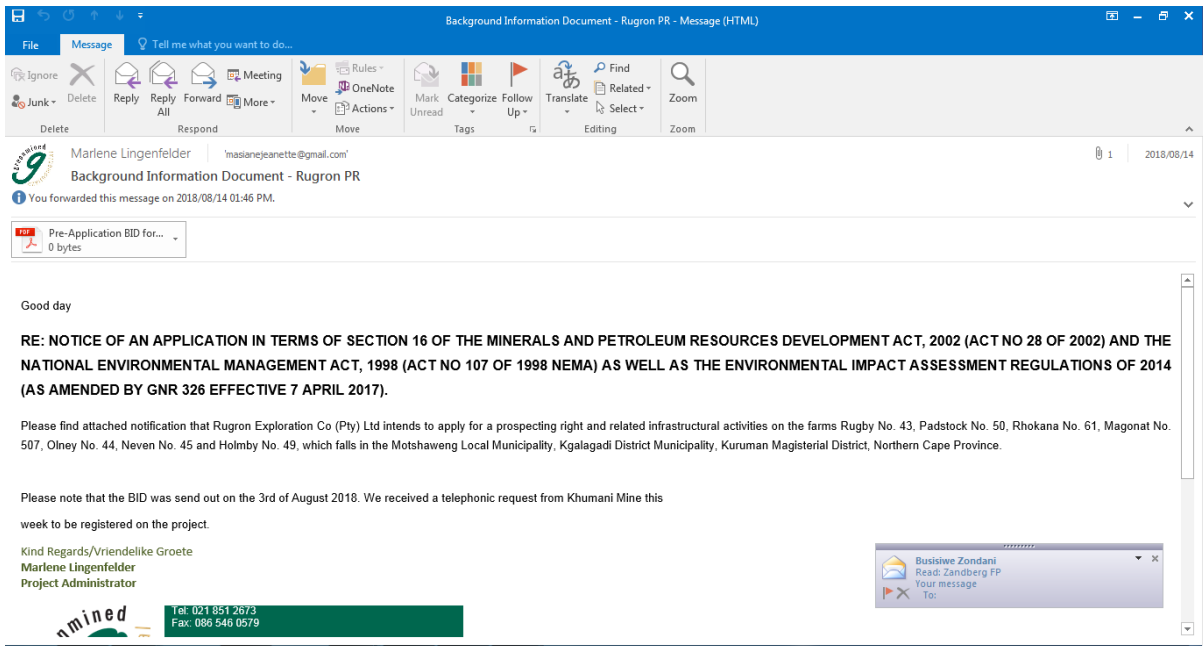 Background Information Document - Rugron PR - Message (HTML)
File Message Tell me what you want to do...
Ignore
Junk
Delete
Reply
Reply All
Forward
Meeting
More
Move
Rules
OneNote
Actions
Mark Unread
Categorize
Follow Up
Translate
Find
Related
Select
Zoom
Delete Respond Move Tags Editing Zoom
Marlene Lingenfelder 'masianejeanette@gmail.com' 1 2018/08/14
Background Information Document - Rugron PR
You forwarded this message on 2018/08/14 01:46 PM.
PDF
Pre-Application BID for...
0 bytes
Good day
RE: NOTICE OF AN APPLICATION IN TERMS OF SECTION 16 OF THE MINERALS AND PETROLEUM RESOURCES DEVELOPMENT ACT, 2002 (ACT NO 28 OF 2002) AND THE
NATIONAL ENVIRONMENTAL MANAGEMENT ACT, 1998 (ACT NO 107 OF 1998 NEMA) AS WELL AS THE ENVIRONMENTAL IMPACT ASSESSMENT REGULATIONS OF 2014
(AS AMENDED BY GNR 326 EFFECTIVE 7 APRIL 2017).
Please find attached notification that Rugron Exploration Co (Pty) Ltd intends to apply for a prospecting right and related infrastructural activities on the farms Rugby No. 43, Padstock No. 50, Rhokana No. 61, Magonat No.
507, Olney No. 44, Neven No. 45 and Holmby No. 49, which falls in the Motshaweng Local Municipality, Kgalagadi District Municipality, Kuruman Magisterial District, Northern Cape Province.
Please note that the BID was send out on the 3rd of August 2018. We received a telephonic request from Khumani Mine this
week to be registered on the project.
Kind Regards/Vriendelike Groete
Marlene Lingenfelder
Project Administrator
Tel: 021 851 2673
Fax: 086 546 0579
Busisiwe Zondani
Read: Zandberg FP
Your message
To: